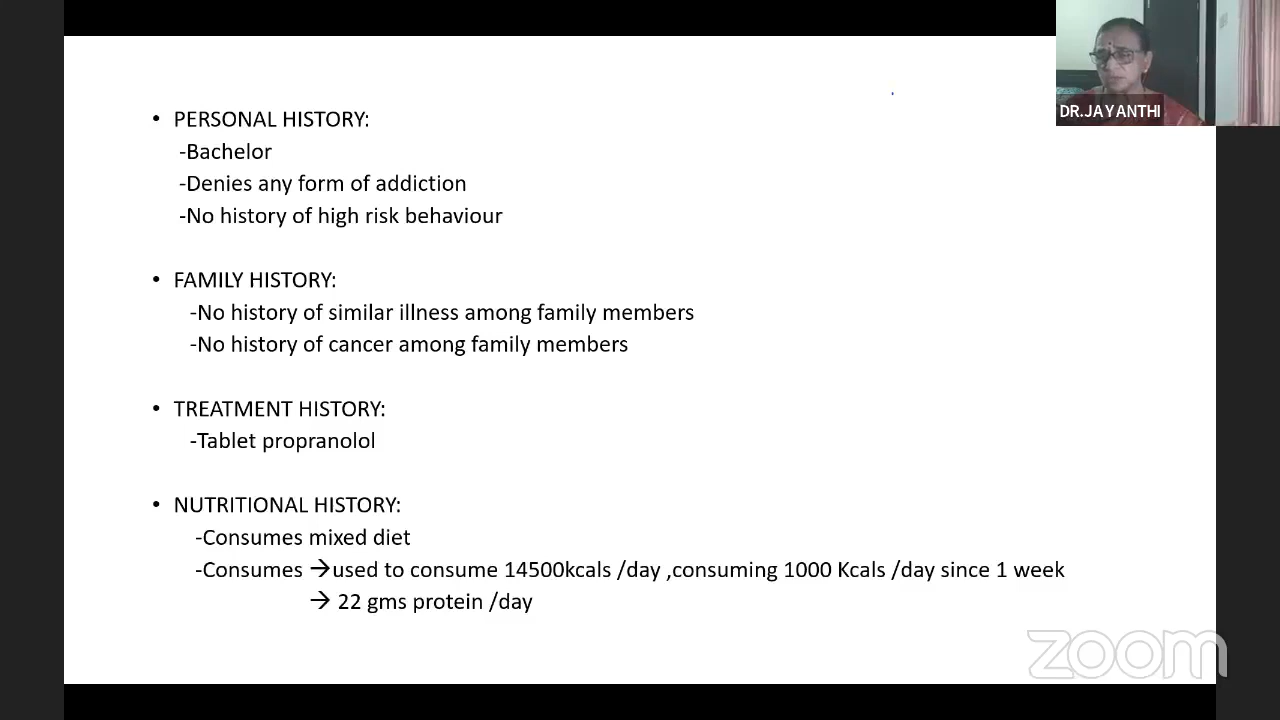 DR.JAYANTHI
• PERSONAL HISTORY:
-Bachelor
-Denies any form of addiction
-No history of high risk behaviour
• FAMILY HISTORY:
-No history of similar illness among family members
-No history of cancer among family members
• TREATMENT HISTORY:
-Tablet propranolol
• NUTRITIONAL HISTORY:
-Consumes mixed diet
-Consumes →used to consume 14500kcals /day ,consuming 1000 Kcals /day since 1 week
→ 22 gms protein /day
zoom